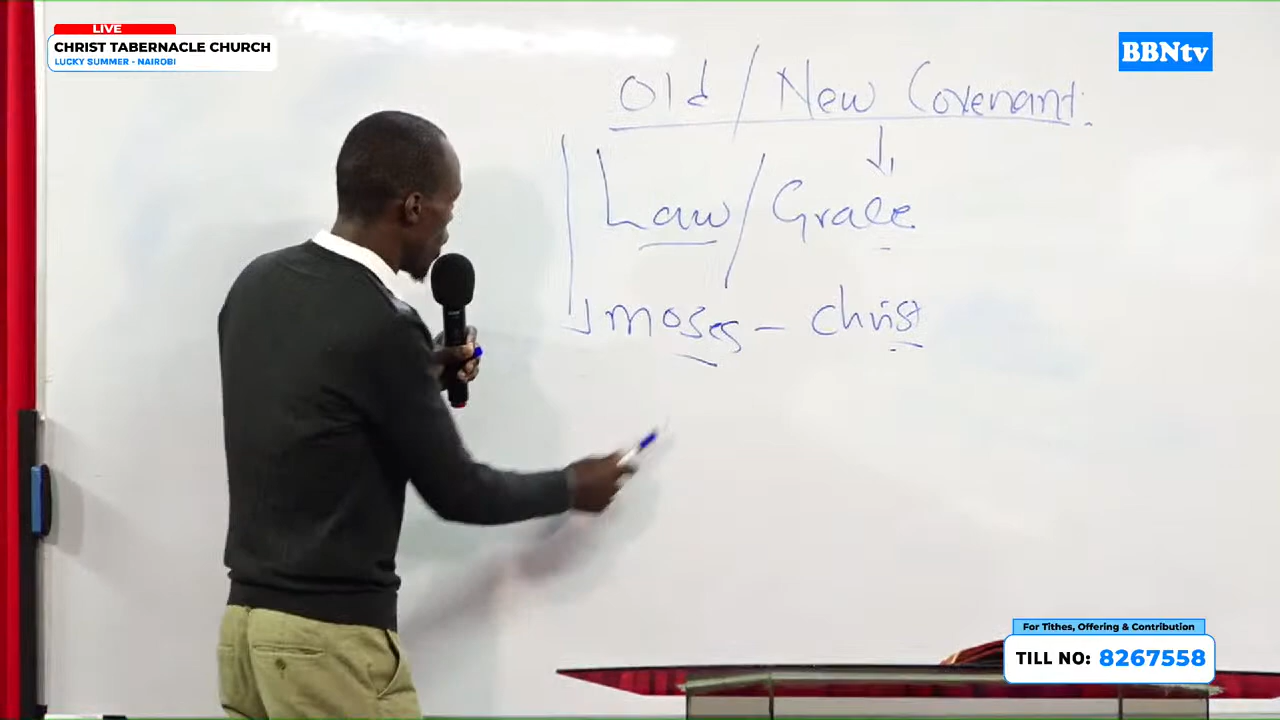 LIVE
CHRIST TABERNACLE CHURCH
LUCKY SUMMER - NAIROBI
BBNtv
Old / New Covenant.
Law / Grace
Moses - Christ
For Tithes, Offering & Contribution
TILL NO: 8267558